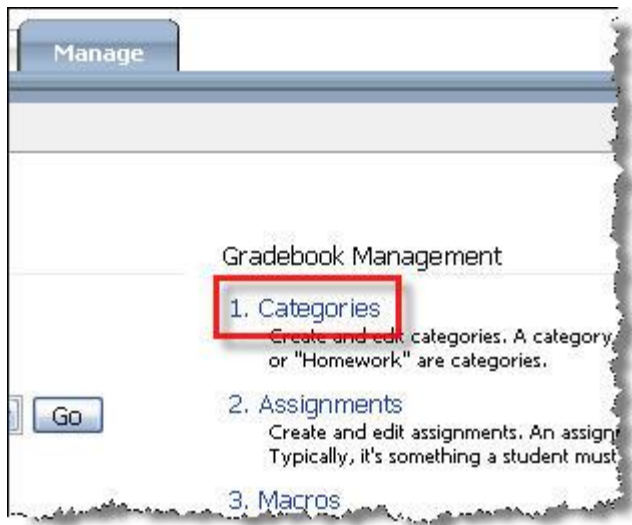 Manage
Gradebook Management
1. Categories
Create and edit categories. A category
or "Homework" are categories.
Go
2. Assignments
Create and edit assignments. An assign
Typically, it's something a student must
3. Macros